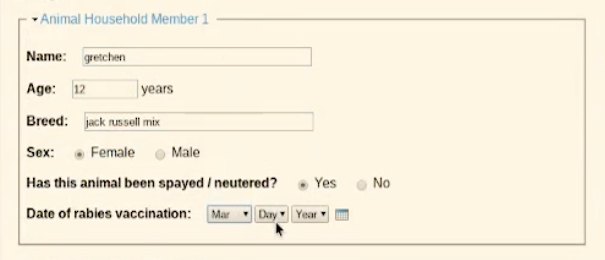 Animal Household Member 1
Name: gretchen
Age: 12 years
Breed: jack russell mix
Sex: Female Male
Has this animal been spayed / neutered? Yes No
Date of rabies vaccination: Mar Day Year